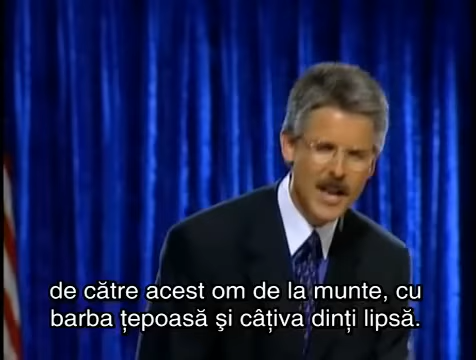 de către acest om de la munte, cu
barba țepoasă şi câțiva dinți lipsă.